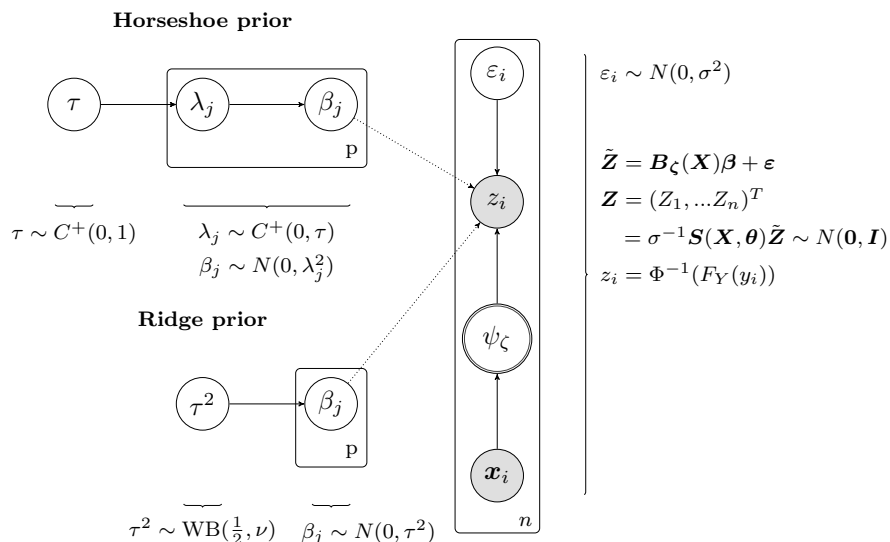 Horseshoe prior
τ
λ_j
β_j
p
τ ∼ C⁺(0, 1)
λ_j ∼ C⁺(0, τ)
β_j ∼ N(0, λ_j²)
Ridge prior
τ²
β_j
p
τ² ∼ WB(½, ν)
β_j ∼ N(0, τ²)
ε_i
z_i
ψ_ζ
x_i
n
ε_i ∼ N(0, σ²)
Z̃ = B_ζ(X)β + ε
Z = (Z₁, ...Z_n)^T
= σ⁻¹S(X, θ)Z̃ ∼ N(0, I)
z_i = Φ⁻¹(F_Y(y_i))